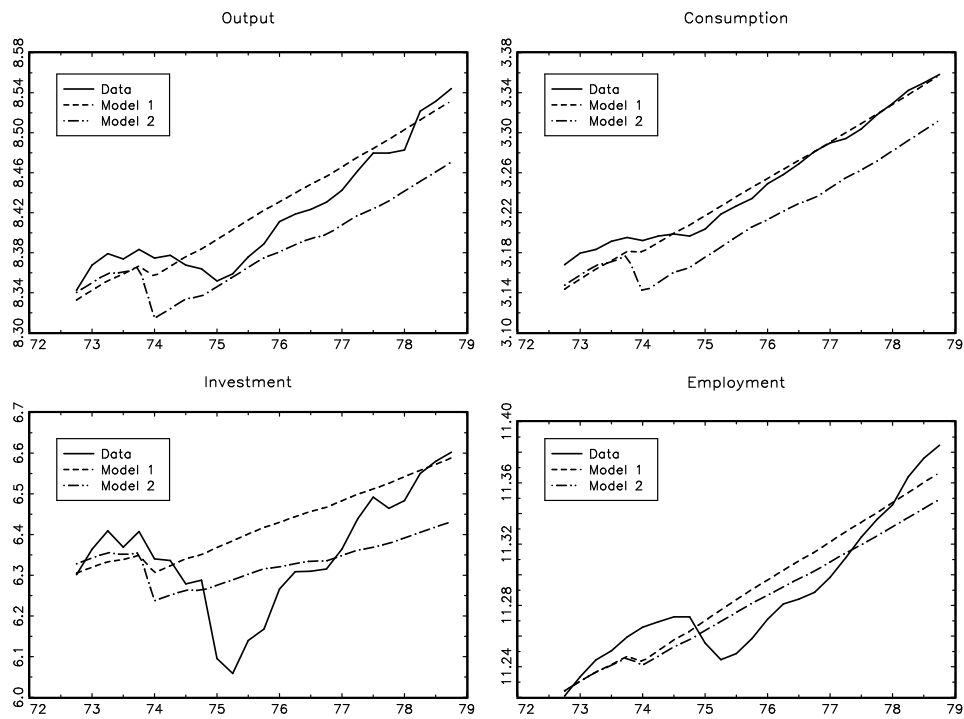 Output
8.58
8.54
8.50
8.46
8.42
8.38
8.34
8.30
Data
Model 1
Model 2
72 73 74 75 76 77 78 79
Consumption
3.38
3.34
3.30
3.26
3.22
3.18
3.14
3.10
Data
Model 1
Model 2
72 73 74 75 76 77 78 79
Investment
6.7
6.6
6.5
6.4
6.3
6.2
6.1
6.0
Data
Model 1
Model 2
72 73 74 75 76 77 78 79
Employment
11.40
11.36
11.32
11.28
11.24
Data
Model 1
Model 2
72 73 74 75 76 77 78 79